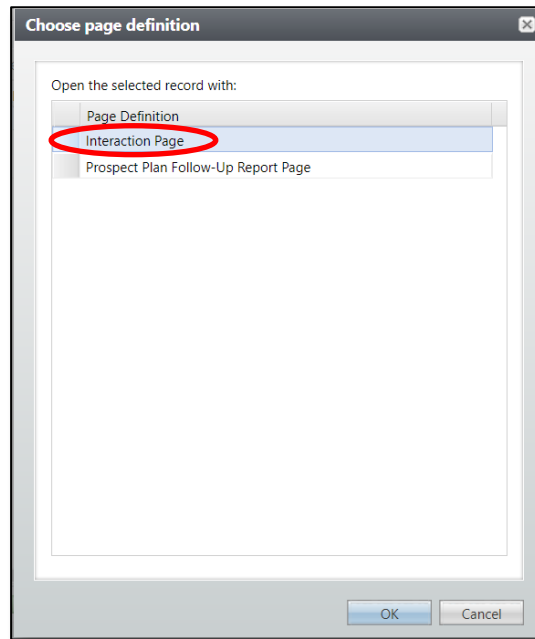 Choose page definition
Open the selected record with:
Page Definition
Interaction Page
Prospect Plan Follow-Up Report Page
OK Cancel